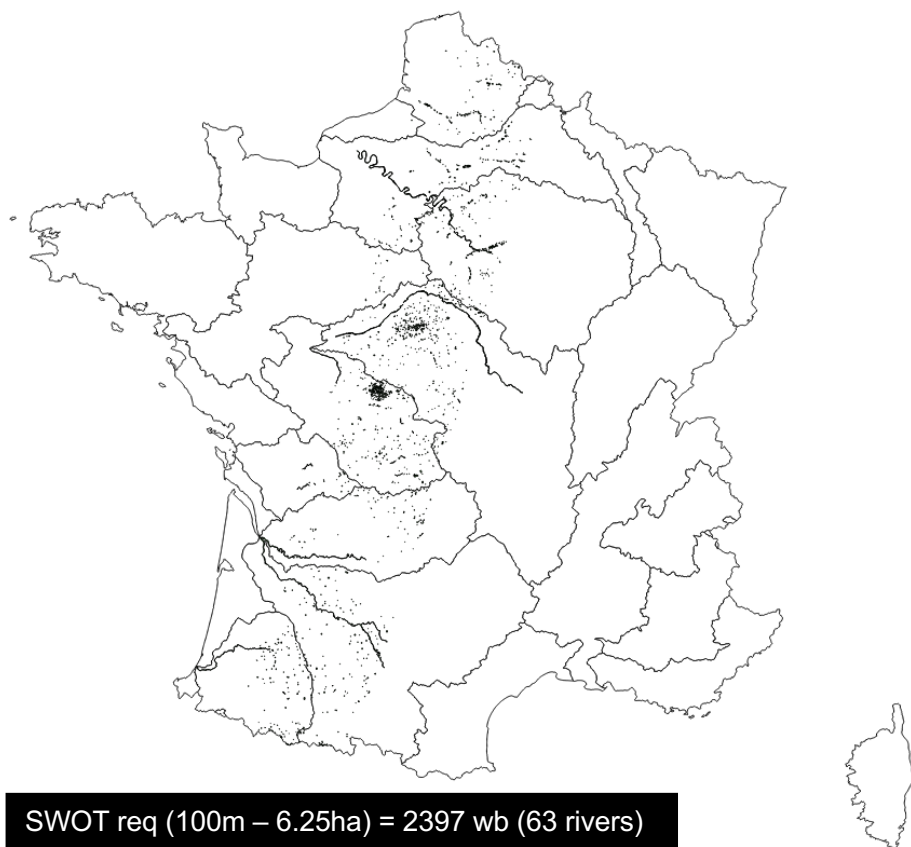 SWOT req (100m – 6.25ha) = 2397 wb (63 rivers)